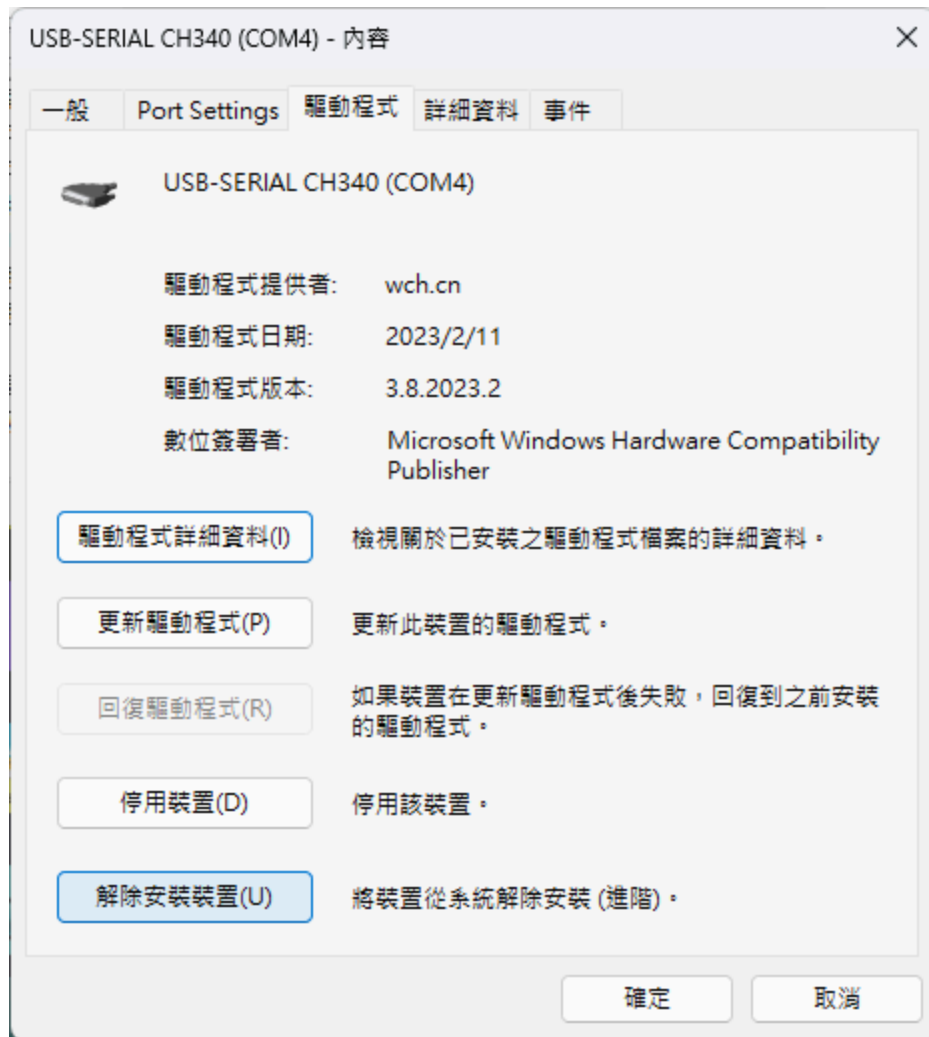 USB-SERIAL CH340 (COM4) - 內容
一般 Port Settings 驅動程式 詳細資料 事件
USB-SERIAL CH340 (COM4)
驅動程式提供者: wch.cn
驅動程式日期: 2023/2/11
驅動程式版本: 3.8.2023.2
數位簽署者: Microsoft Windows Hardware Compatibility
Publisher
驅動程式詳細資料(I) 檢視關於已安裝之驅動程式檔案的詳細資料。
更新驅動程式(P) 更新此裝置的驅動程式。
回復驅動程式(R) 如果裝置在更新驅動程式後失敗，回復到之前安裝
的驅動程式。
停用裝置(D) 停用該裝置。
解除安裝裝置(U) 將裝置從系統解除安裝 (進階)。
確定 取消